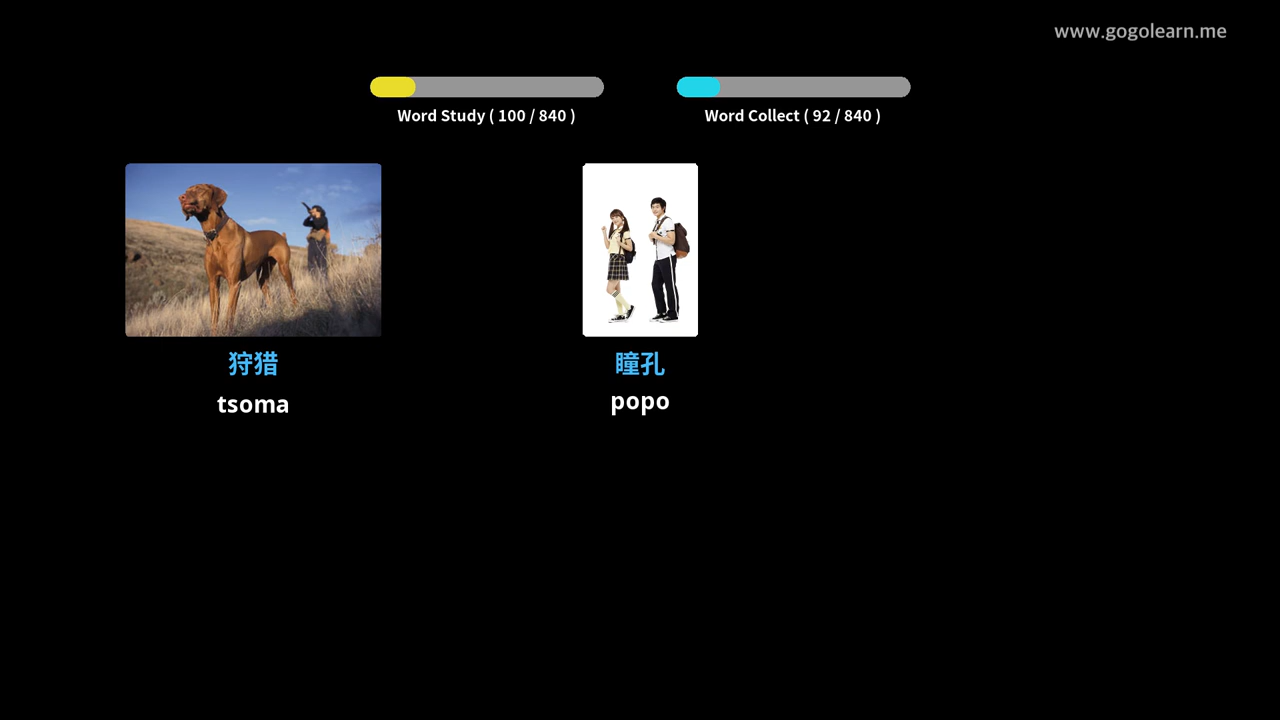 www.gogolearn.me
Word Study ( 100 / 840 )
Word Collect ( 92 / 840 )
狩猎
tsoma
瞳孔
popo